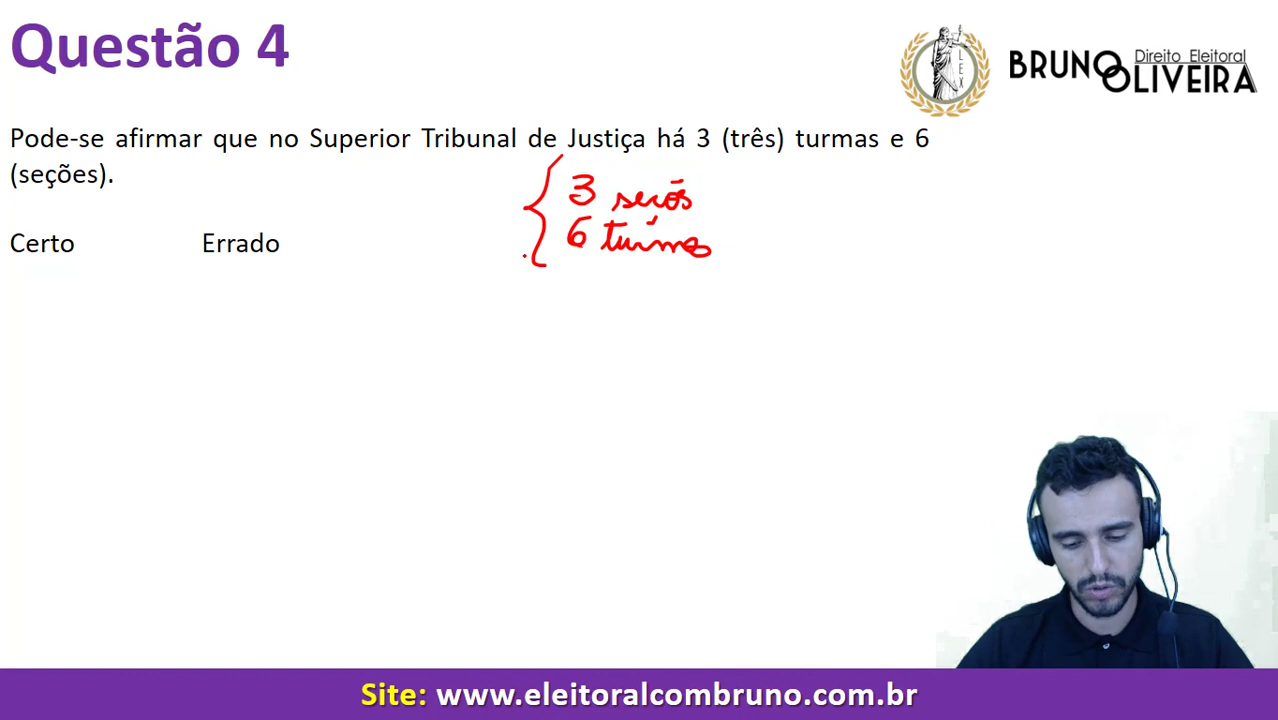 Questão 4
LEX
BRUNO Direito Eleitoral
OLIVEIRA
Pode-se afirmar que no Superior Tribunal de Justiça há 3 (três) turmas e 6
(seções).
3 seções
6 turmas
Certo Errado
Site: www.eleitoralcombruno.com.br